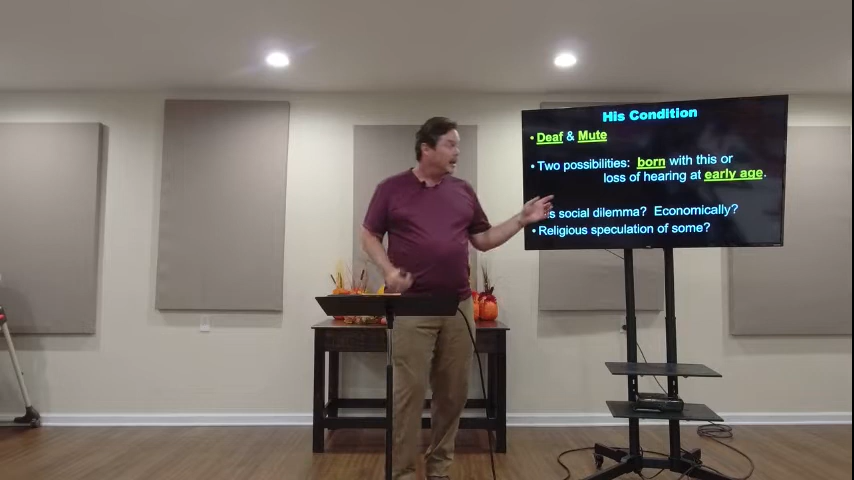 His Condition
• Deaf & Mute
• Two possibilities: born with this or
loss of hearing at early age.
social dilemma? Economically?
• Religious speculation of some?